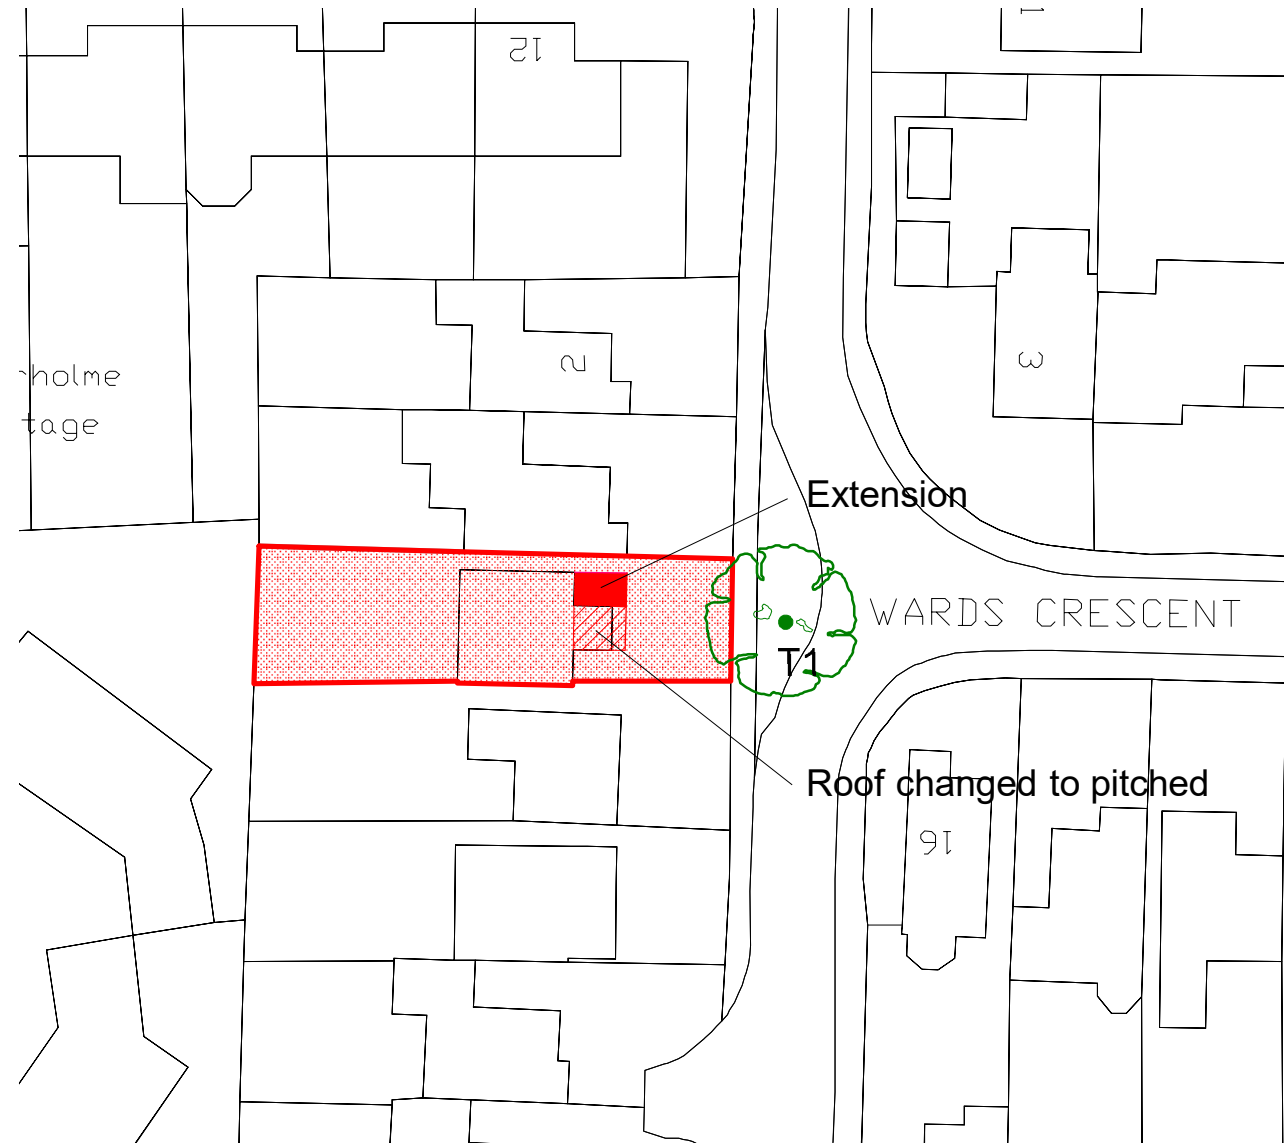 12
holme
tage
2
3
Extension
WARDS CRESCENT
T1
Roof changed to pitched
16